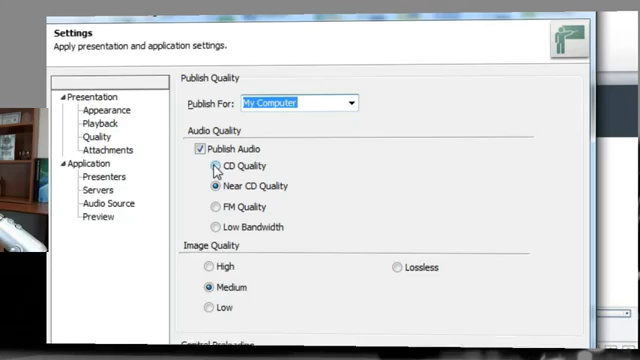 Settings
Apply presentation and application settings.
Presentation
Appearance
Playback
Quality
Attachments
Application
Presenters
Servers
Audio Source
Preview
Publish Quality
Publish For: My Computer
Audio Quality
Publish Audio
CD Quality
Near CD Quality
FM Quality
Low Bandwidth
Image Quality
High
Lossless
Medium
Low
Control Preloading